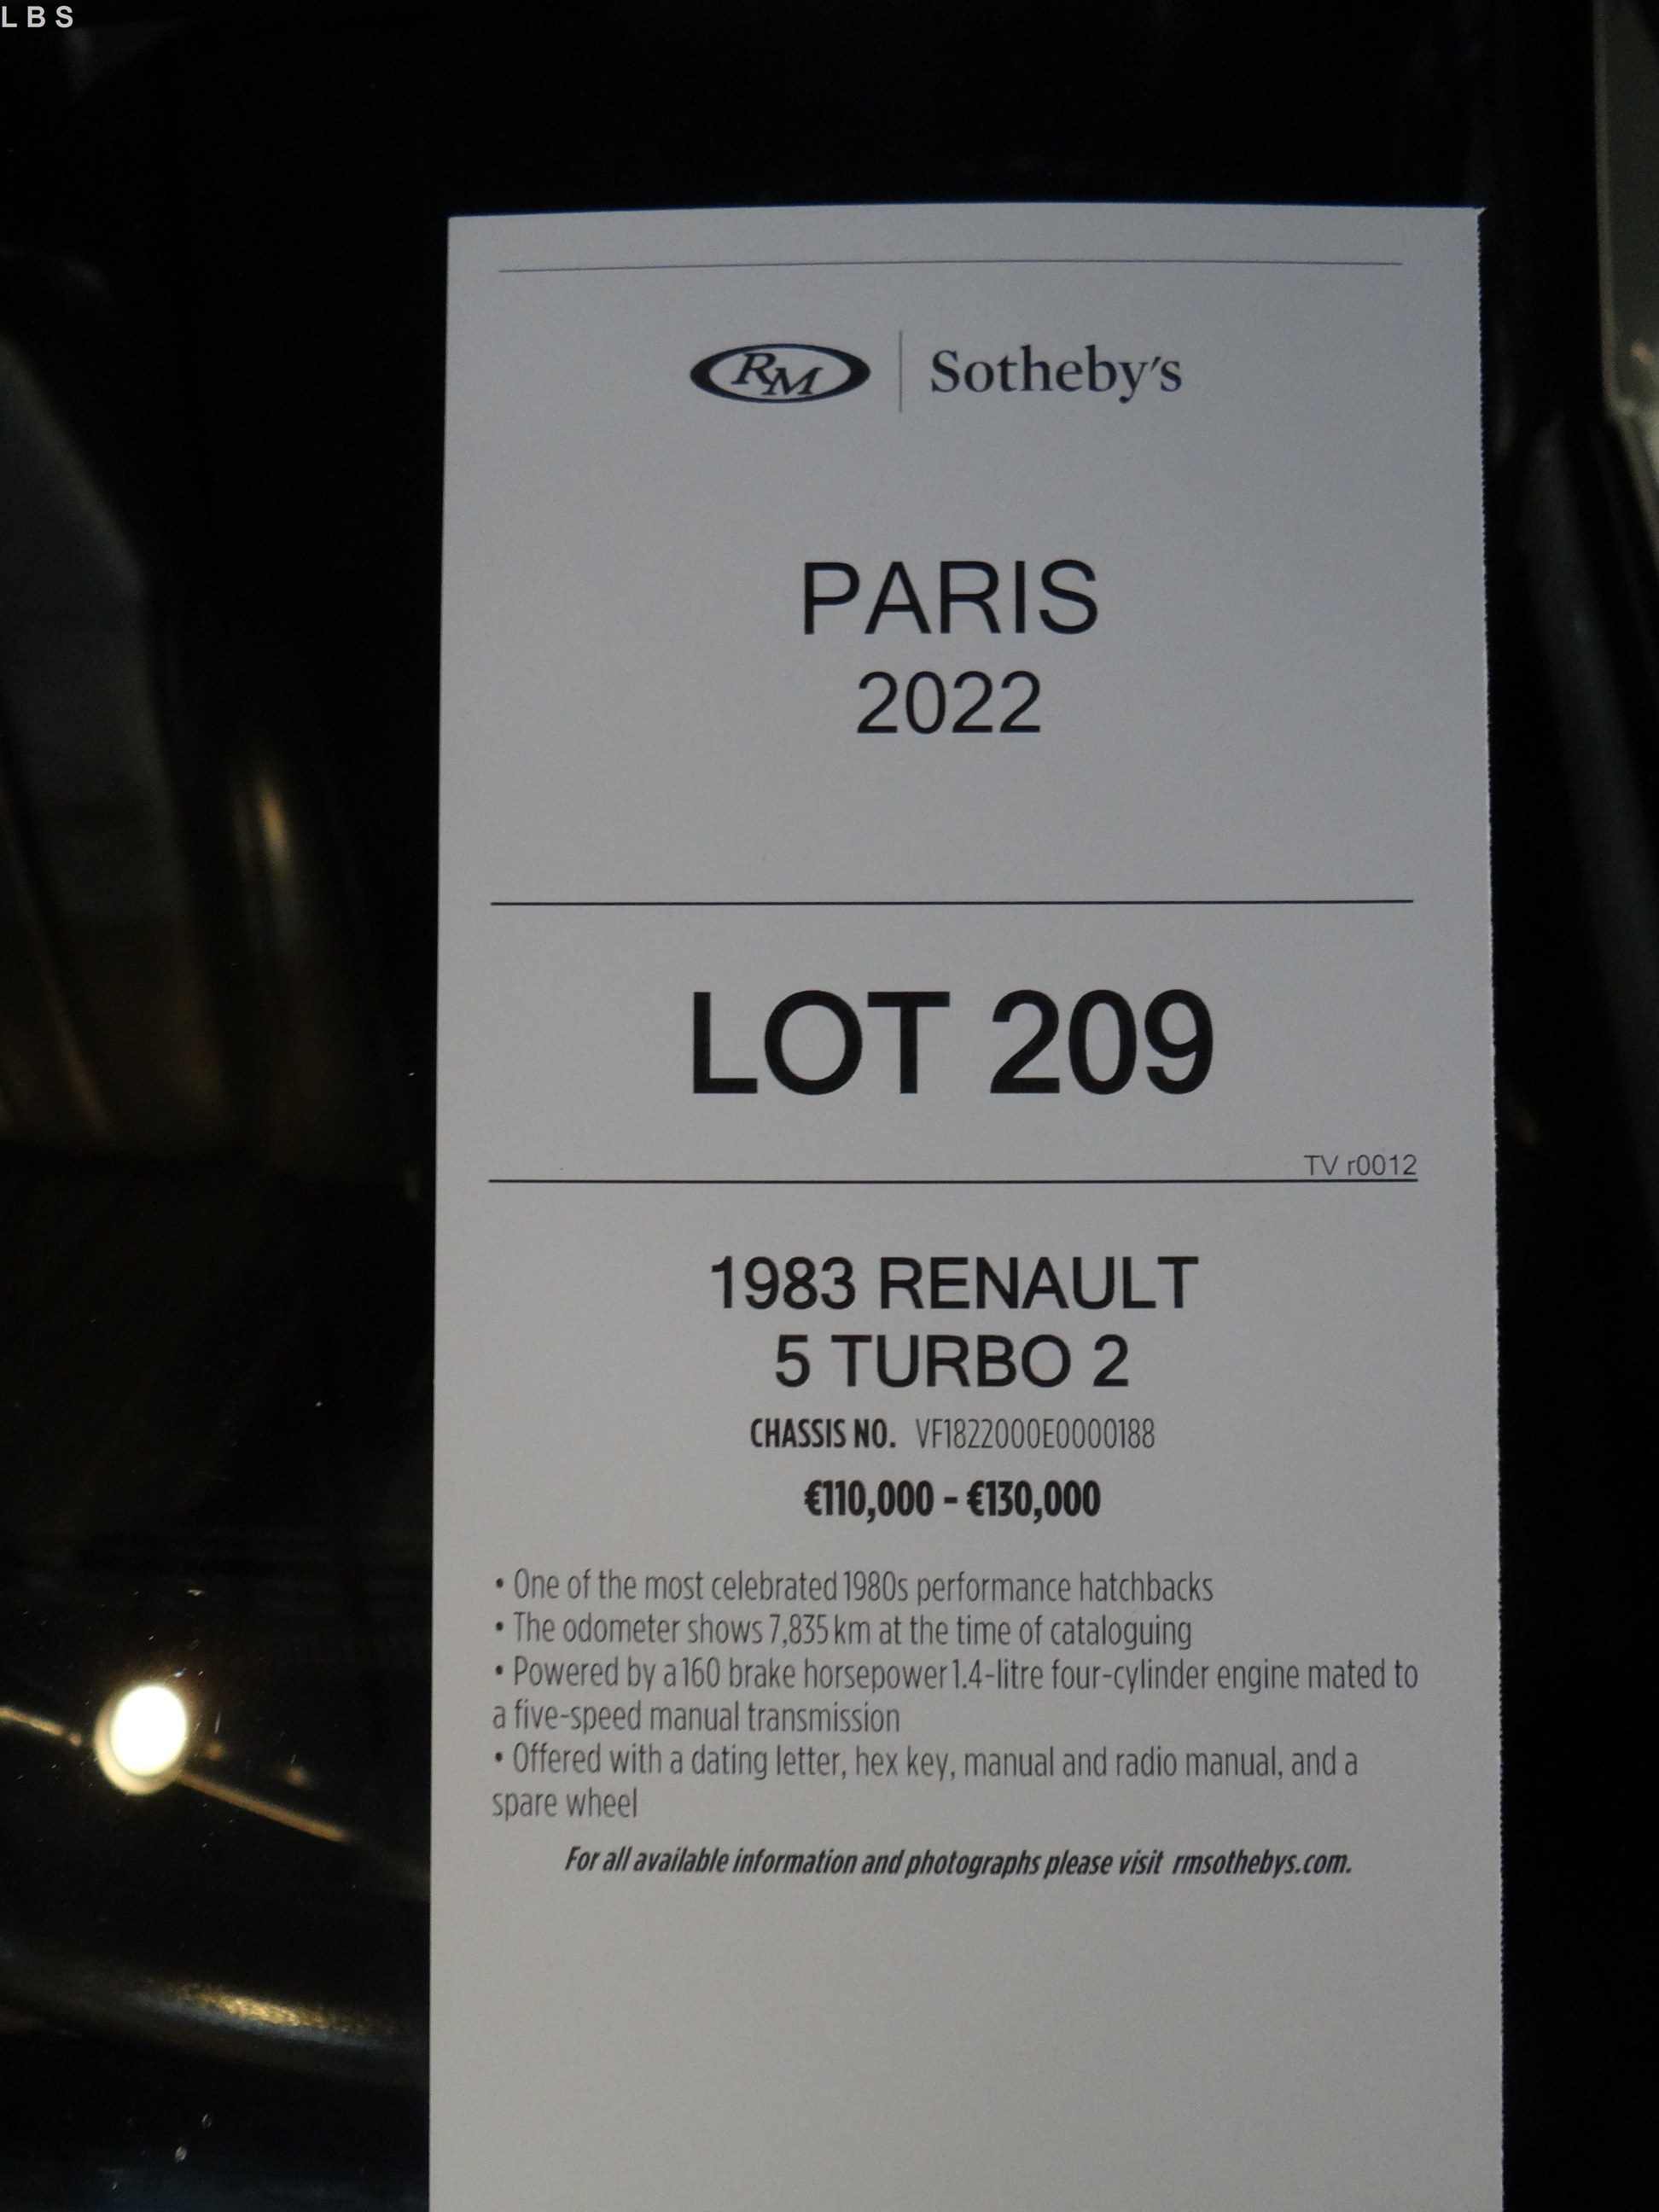 LBS
RM Sotheby's
PARIS
2022
LOT 209
TV r0012
1983 RENAULT
5 TURBO 2
CHASSIS NO. VF1822000E0000188
€110,000 - €130,000
• One of the most celebrated 1980s performance hatchbacks
• The odometer shows 7,835 km at the time of cataloguing
• Powered by a 160 brake horsepower 1.4-litre four-cylinder engine mated to
a five-speed manual transmission
• Offered with a dating letter, hex key, manual and radio manual, and a
spare wheel
For all available information and photographs please visit rmsothebys.com.